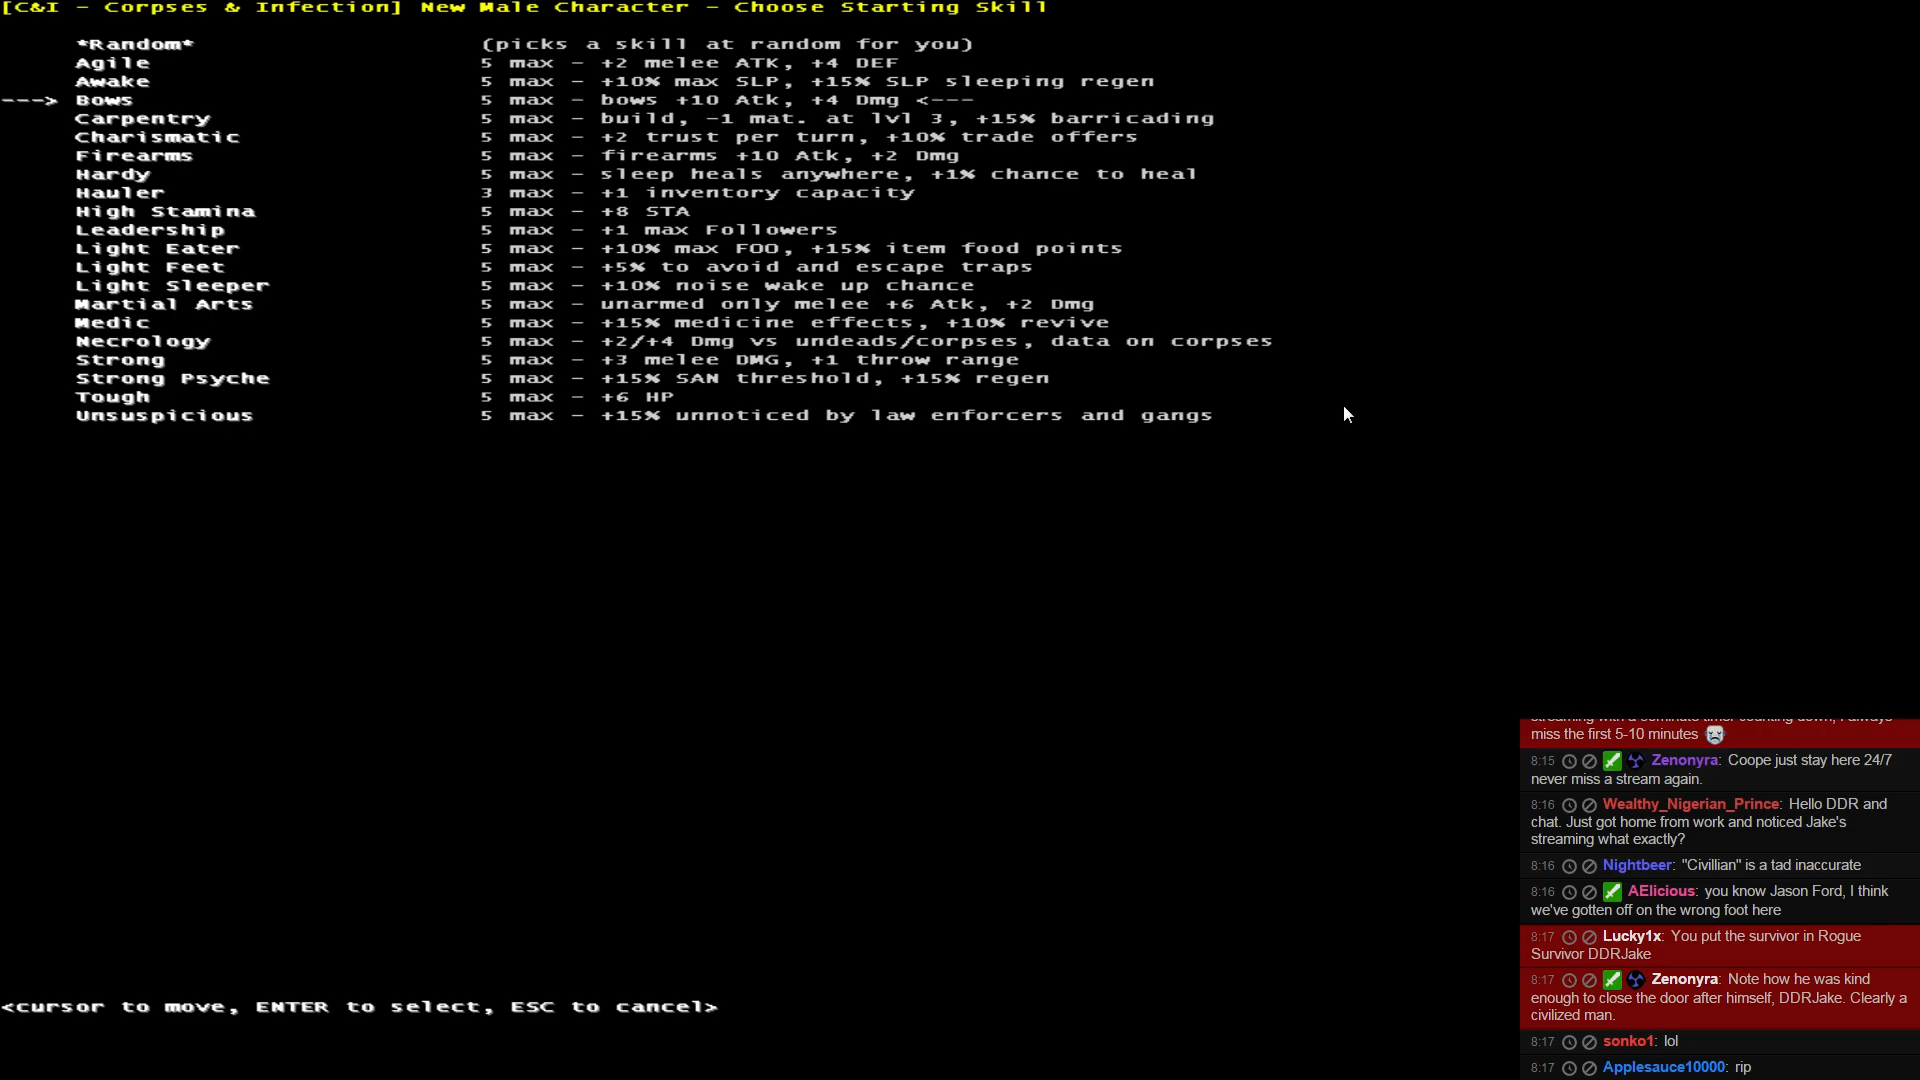 [C&I - Corpses & Infection] New Male Character - Choose Starting Skill
*Random* (picks a skill at random for you)
Agile 5 max - +2 melee ATK, +4 DEF
Awake 5 max - +10% max SLP, +15% SLP sleeping regen
---> Bows 5 max - bows +10 Atk, +4 Dmg <---
Carpentry 5 max - build, -1 mat. at lvl 3, +15% barricading
Charismatic 5 max - +2 trust per turn, +10% trade offers
Firearms 5 max - firearms +10 Atk, +2 Dmg
Hardy 5 max - sleep heals anywhere, +1% chance to heal
Hauler 3 max - +1 inventory capacity
High Stamina 5 max - +8 STA
Leadership 5 max - +1 max Followers
Light Eater 5 max - +10% max FOO, +15% item food points
Light Feet 5 max - +5% to avoid and escape traps
Light Sleeper 5 max - +10% noise wake up chance
Martial Arts 5 max - unarmed only melee +6 Atk, +2 Dmg
Medic 5 max - +15% medicine effects, +10% revive
Necrology 5 max - +2/+4 Dmg vs undeads/corpses, data on corpses
Strong 5 max - +3 melee DMG, +1 throw range
Strong Psyche 5 max - +15% SAN threshold, +15% regen
Tough 5 max - +6 HP
Unsuspicious 5 max - +15% unnoticed by law enforcers and gangs
<cursor to move, ENTER to select, ESC to cancel>
miss the first 5-10 minutes
8:15 Zenonyra: Coope just stay here 24/7
never miss a stream again.
8:16 Wealthy_Nigerian_Prince: Hello DDR and
chat. Just got home from work and noticed Jake's
streaming what exactly?
8:16 Nightbeer: "Civillian" is a tad inaccurate
8:16 AElicious: you know Jason Ford, I think
we've gotten off on the wrong foot here
8:17 Lucky1x: You put the survivor in Rogue
Survivor DDRJake
8:17 Zenonyra: Note how he was kind
enough to close the door after himself, DDRJake. Clearly a
civilized man.
8:17 sonko1: lol
8:17 Applesauce10000: rip